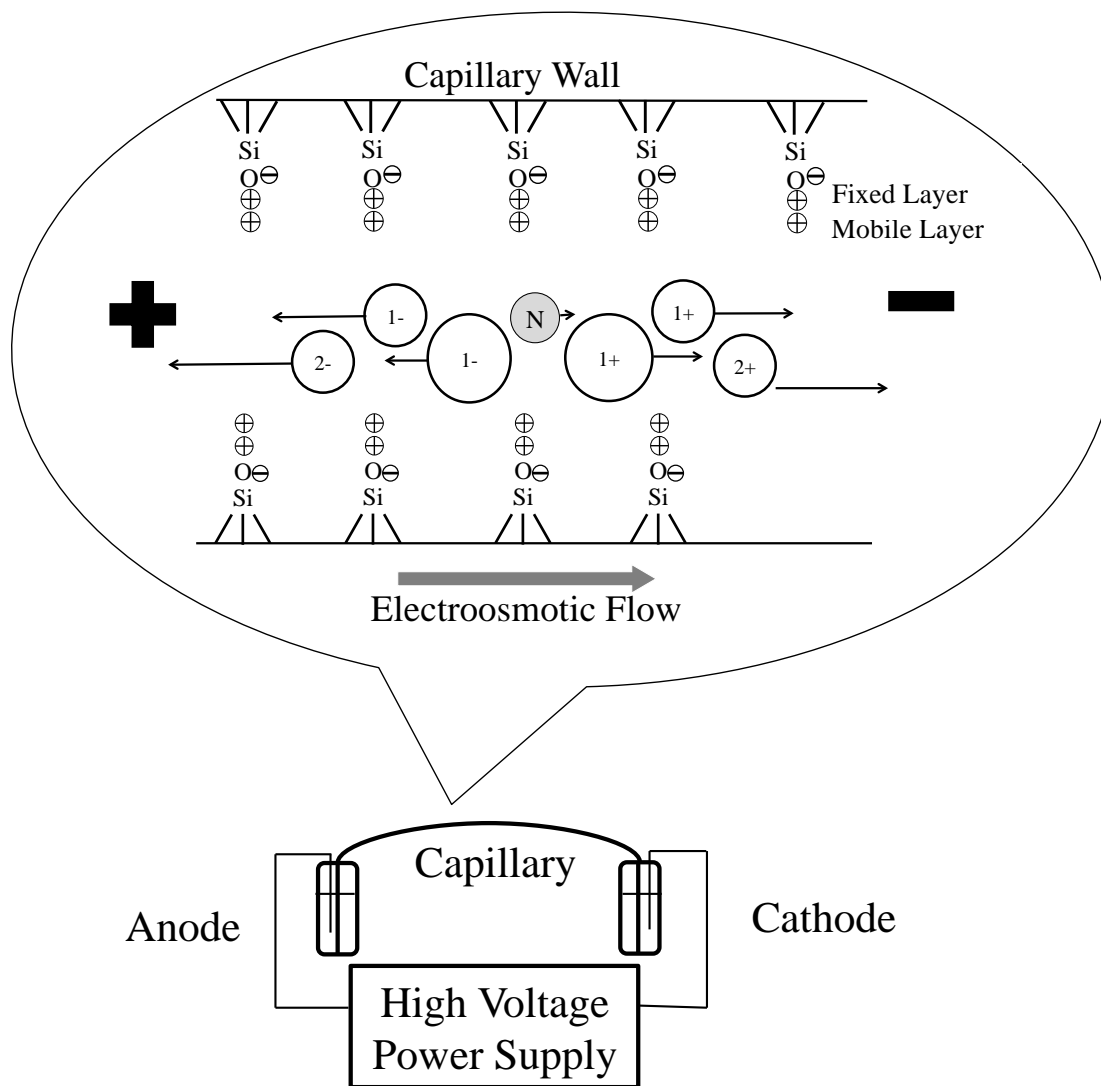 Capillary Wall
Si Si Si Si Si
O⊖ O⊖ O⊖ O⊖ O⊖
⊕ ⊕ ⊕ ⊕ ⊕ Fixed Layer
⊕ ⊕ ⊕ ⊕ ⊕ Mobile Layer
+ −
1- N 1+
2- 1- 1+ 2+
⊕ ⊕ ⊕ ⊕
⊕ ⊕ ⊕ ⊕
O⊖ O⊖ O⊖ O⊖
Si Si Si Si
Electroosmotic Flow
Capillary
Anode
Cathode
High Voltage
Power Supply